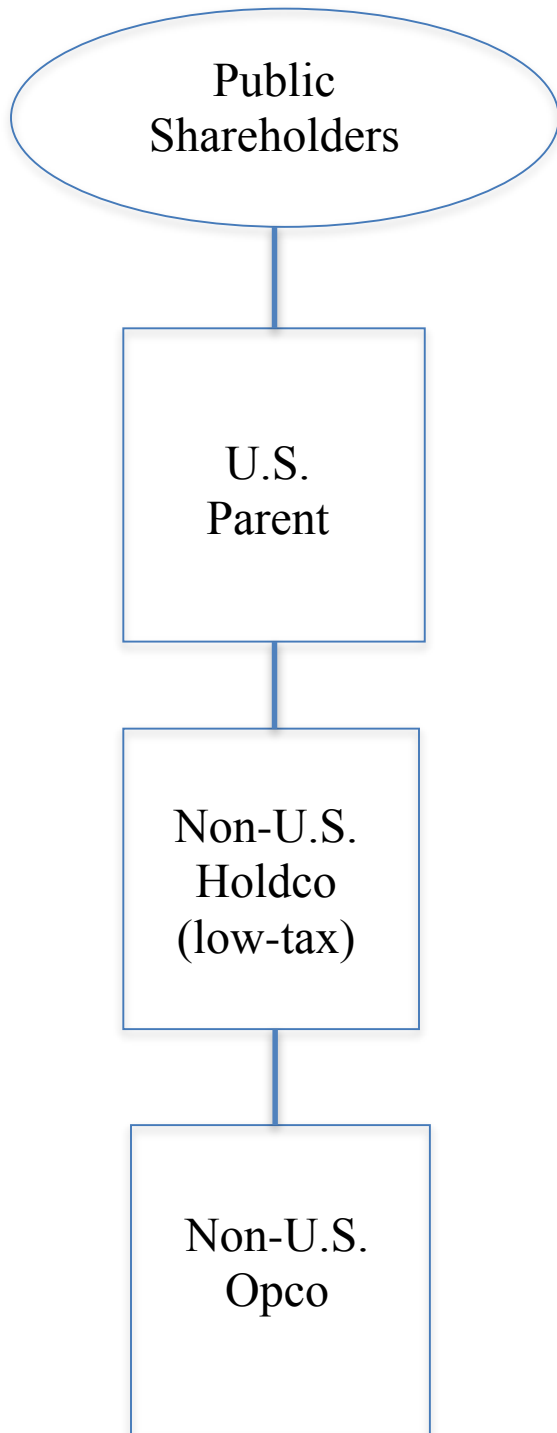 Public
Shareholders
U.S.
Parent
Non-U.S.
Holdco
(low-tax)
Non-U.S.
Opco